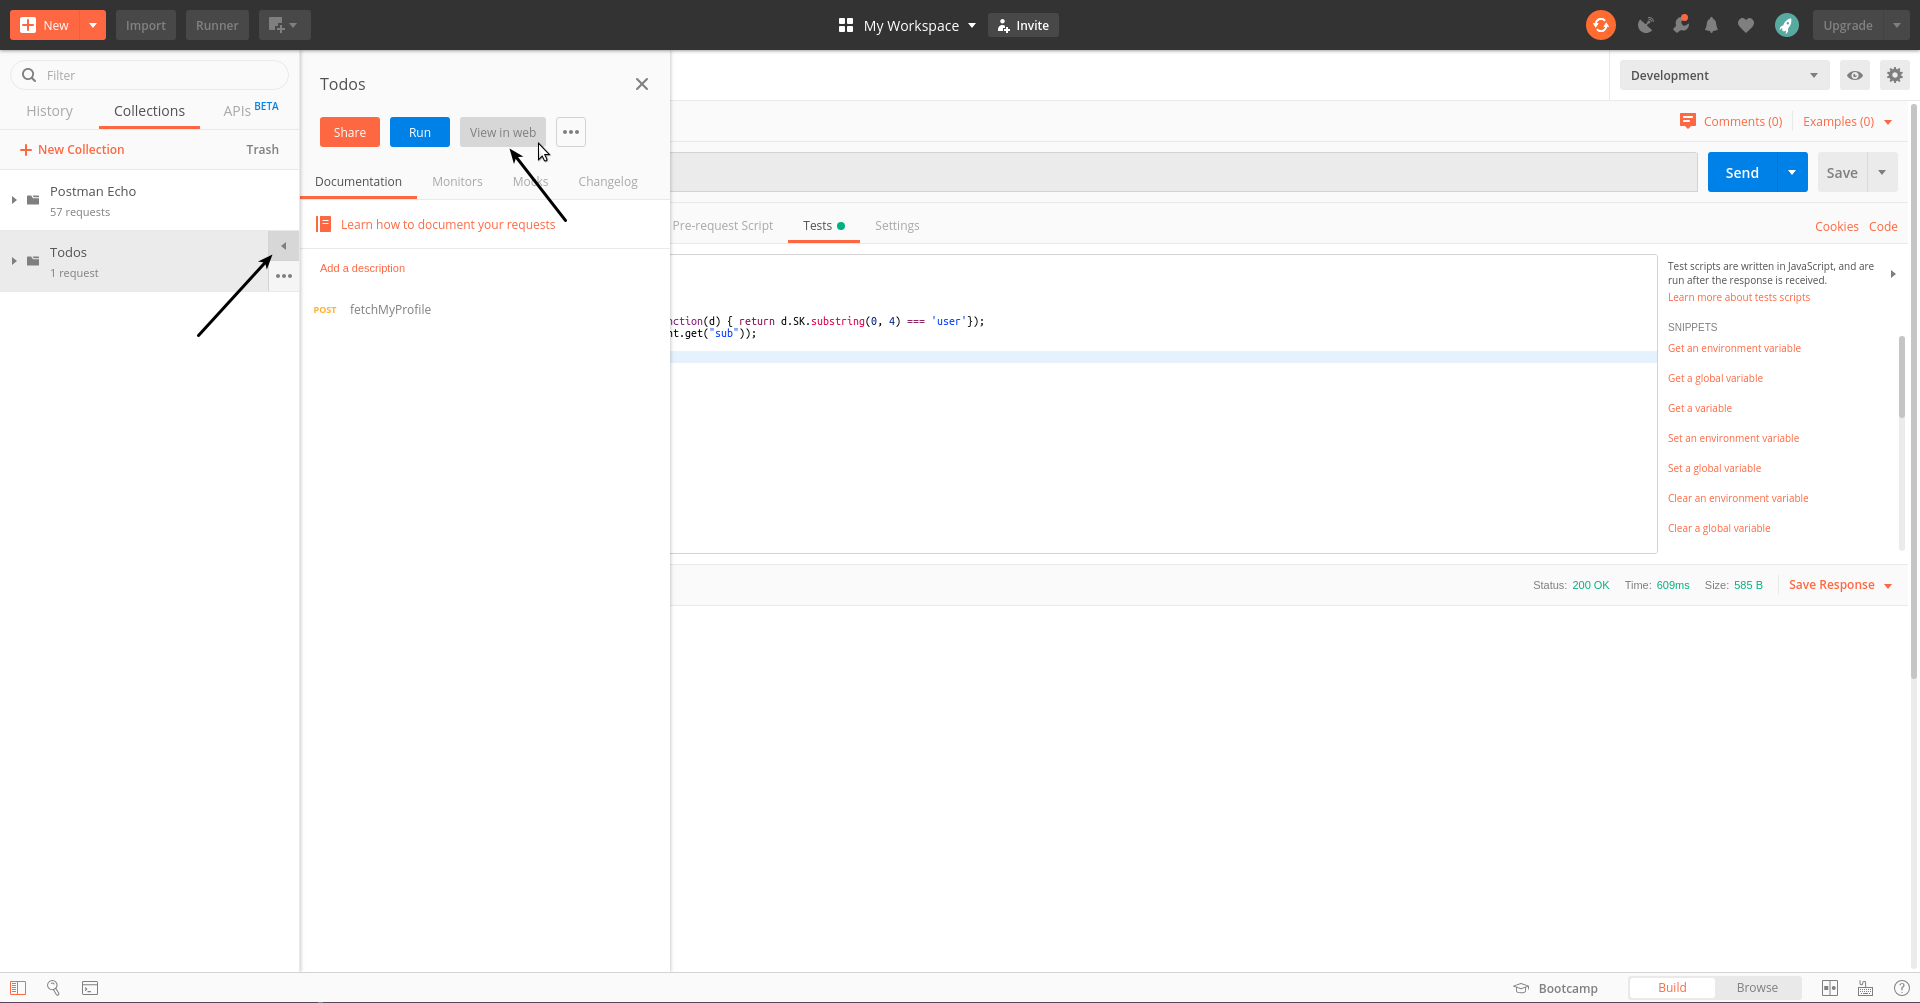 New
Import
Runner
My Workspace
Invite
Upgrade
Filter
History
Collections
APIs BETA
New Collection
Trash
Postman Echo
57 requests
Todos
1 request
Todos
Share
Run
View in web
Documentation
Monitors
Mocks
Changelog
Learn how to document your requests
Add a description
POST fetchMyProfile
Development
Comments (0)
Examples (0)
Send
Save
Pre-request Script
Tests
Settings
Cookies
Code
nction(d) { return d.SK.substring(0, 4) === 'user'});
nt.get("sub"));
Test scripts are written in JavaScript, and are
run after the response is received.
Learn more about tests scripts
SNIPPETS
Get an environment variable
Get a global variable
Get a variable
Set an environment variable
Set a global variable
Clear an environment variable
Clear a global variable
Status: 200 OK
Time: 609ms
Size: 585 B
Save Response
Bootcamp
Build
Browse